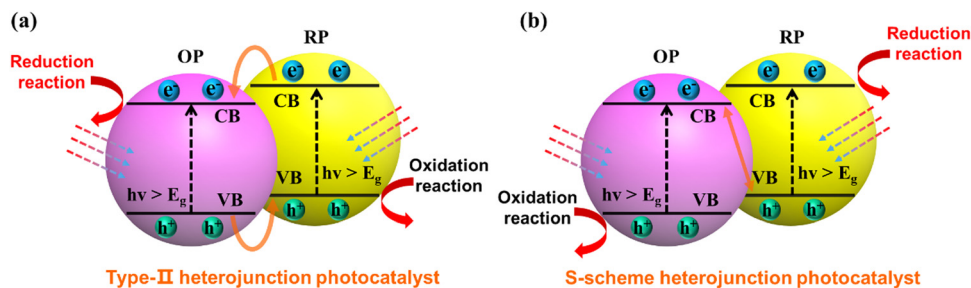 (a)
OP
RP
Reduction
reaction
e⁻ e⁻
e⁻ e⁻
CB
CB
hν > Eg
VB
VB
hν > Eg
h⁺ h⁺
h⁺ h⁺
Oxidation
reaction
Type-Ⅱ heterojunction photocatalyst
(b)
OP
RP
Reduction
reaction
e⁻ e⁻
e⁻ e⁻
CB
CB
hν > Eg
VB
VB
hν > Eg
h⁺ h⁺
h⁺ h⁺
Oxidation
reaction
S-scheme heterojunction photocatalyst